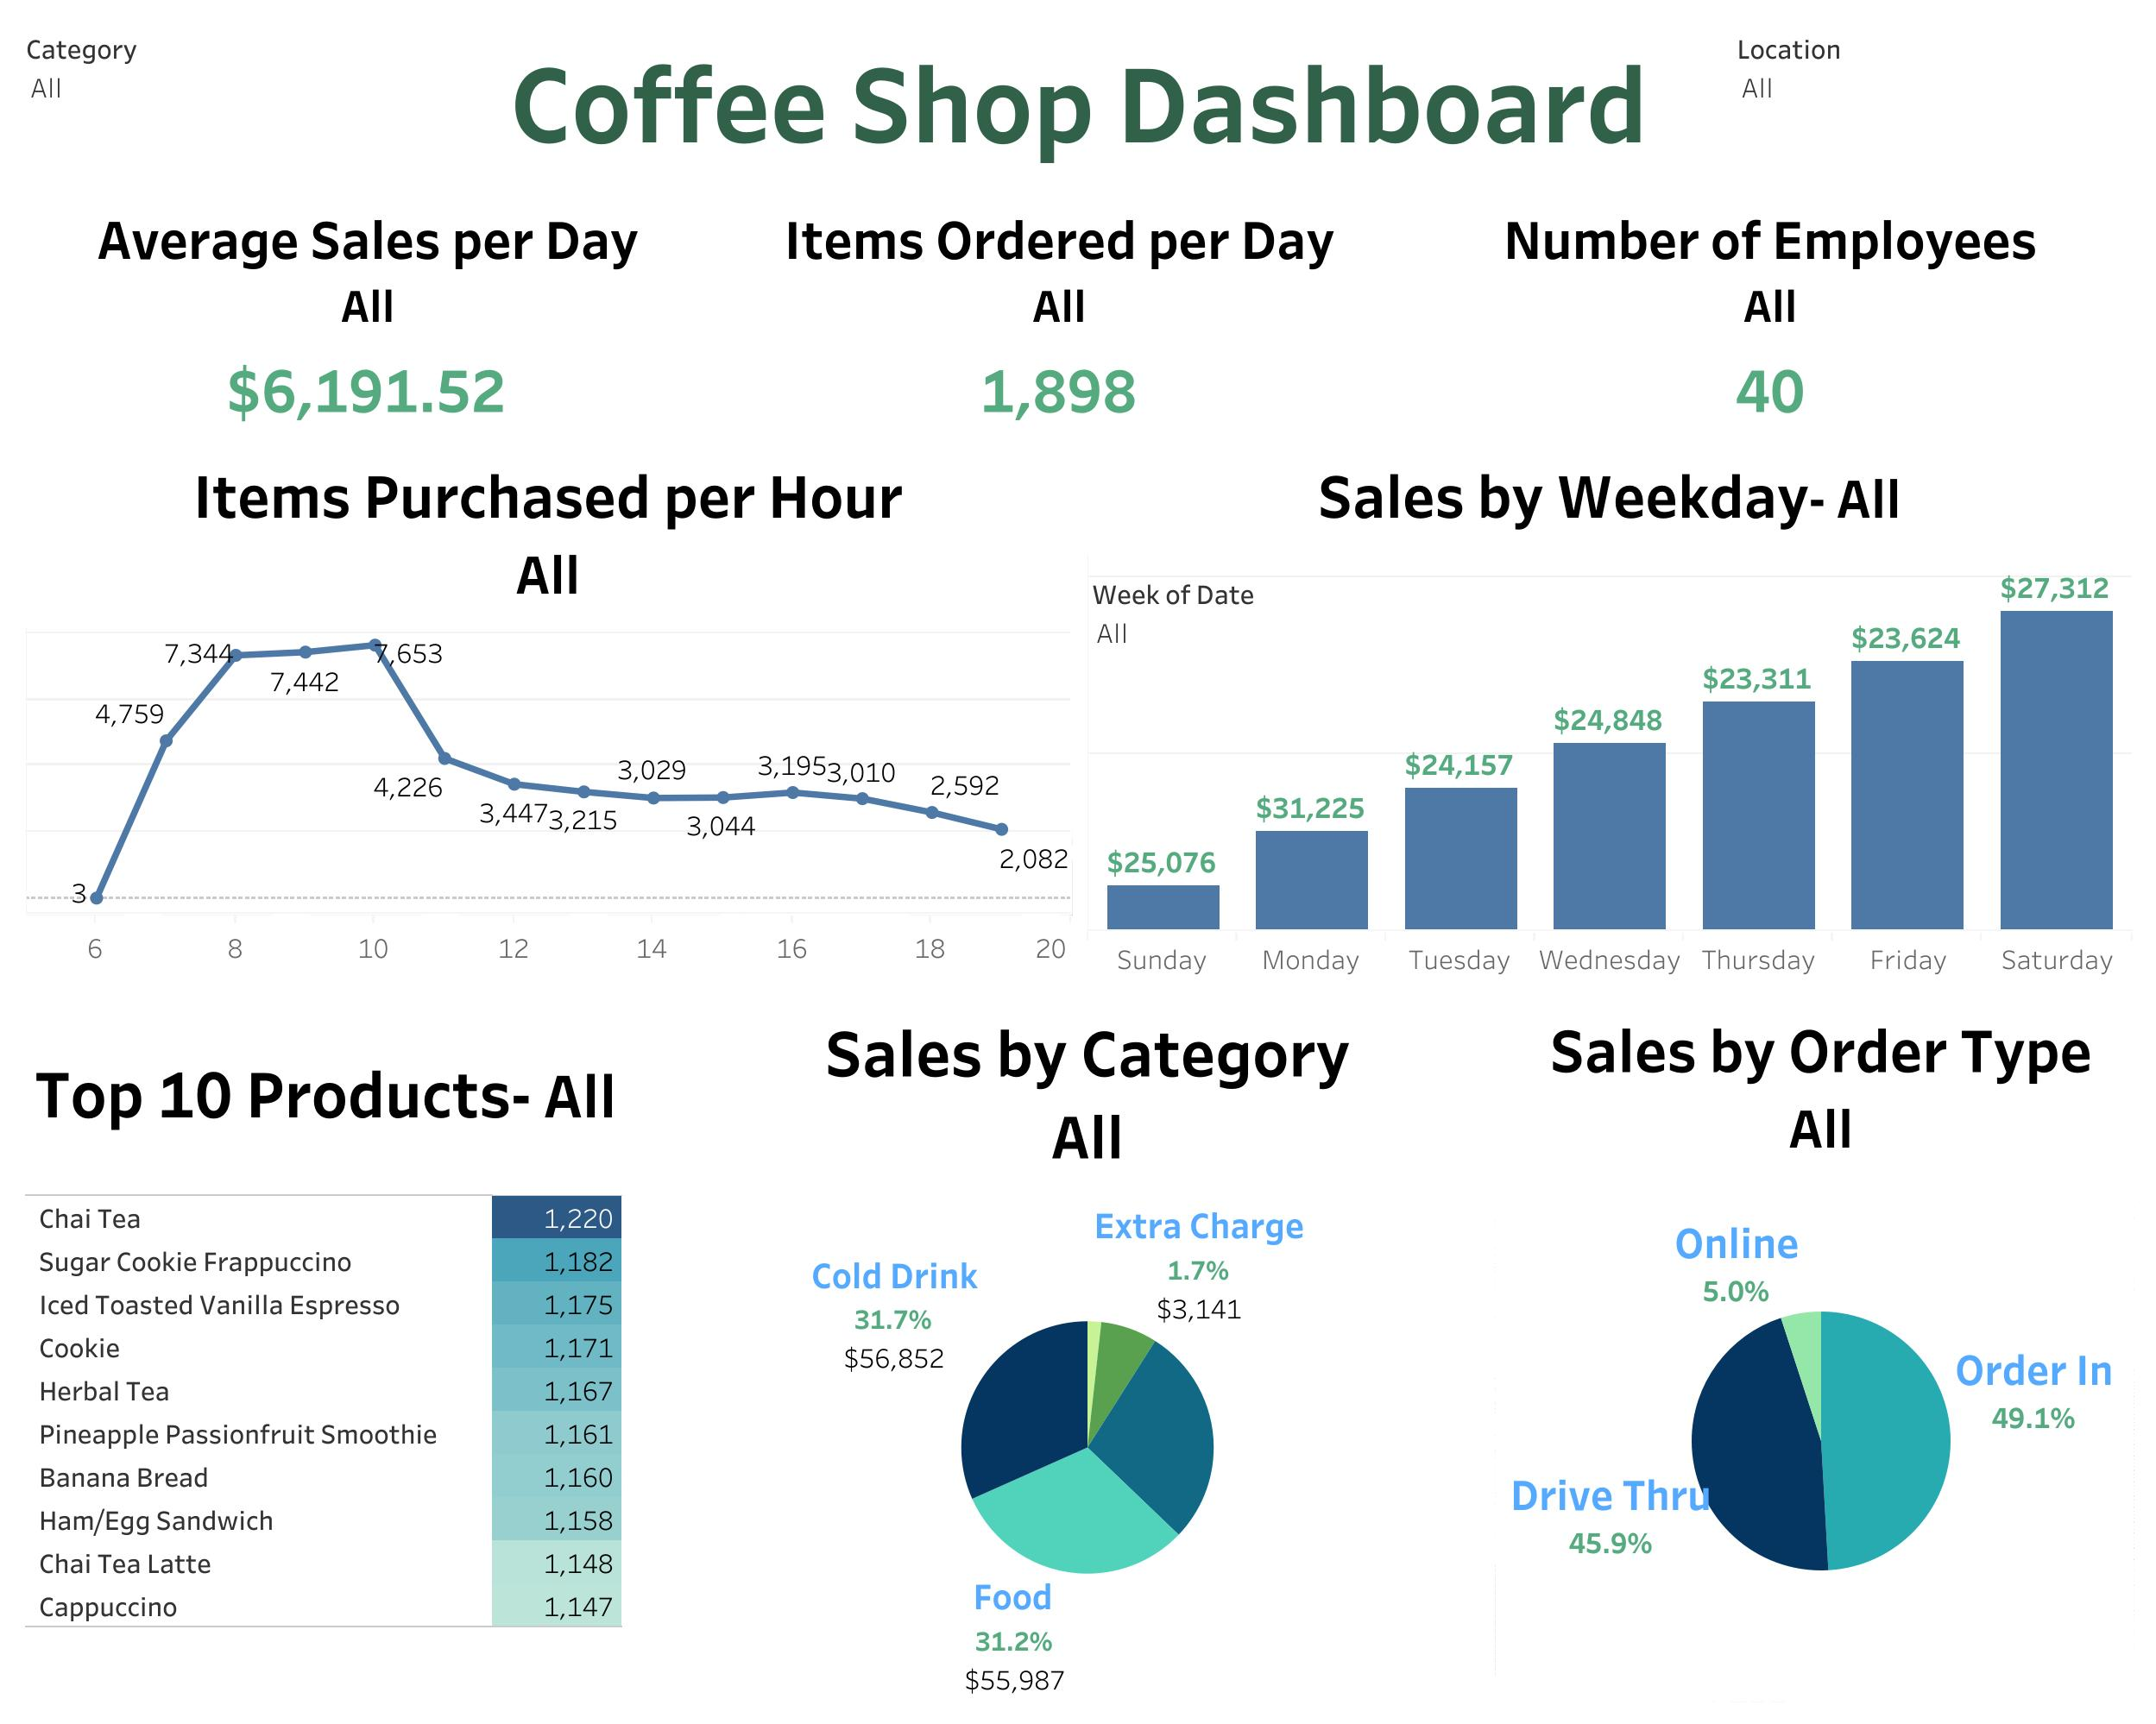 Category
All
Location
All
Coffee Shop Dashboard
Average Sales per Day
All
$6,191.52
Items Ordered per Day
All
1,898
Number of Employees
All
40
Items Purchased per Hour
All
3
4,759
7,344
7,442
7,653
4,226
3,447
3,215
3,029
3,044
3,195
3,010
2,592
2,082
6 8 10 12 14 16 18 20
Sales by Weekday- All
Week of Date
All
$25,076
$31,225
$24,157
$24,848
$23,311
$23,624
$27,312
Sunday Monday Tuesday Wednesday Thursday Friday Saturday
Top 10 Products- All
Chai Tea 1,220
Sugar Cookie Frappuccino 1,182
Iced Toasted Vanilla Espresso 1,175
Cookie 1,171
Herbal Tea 1,167
Pineapple Passionfruit Smoothie 1,161
Banana Bread 1,160
Ham/Egg Sandwich 1,158
Chai Tea Latte 1,148
Cappuccino 1,147
Sales by Category
All
Extra Charge
1.7%
$3,141
Cold Drink
31.7%
$56,852
Food
31.2%
$55,987
Sales by Order Type
All
Online
5.0%
Order In
49.1%
Drive Thru
45.9%